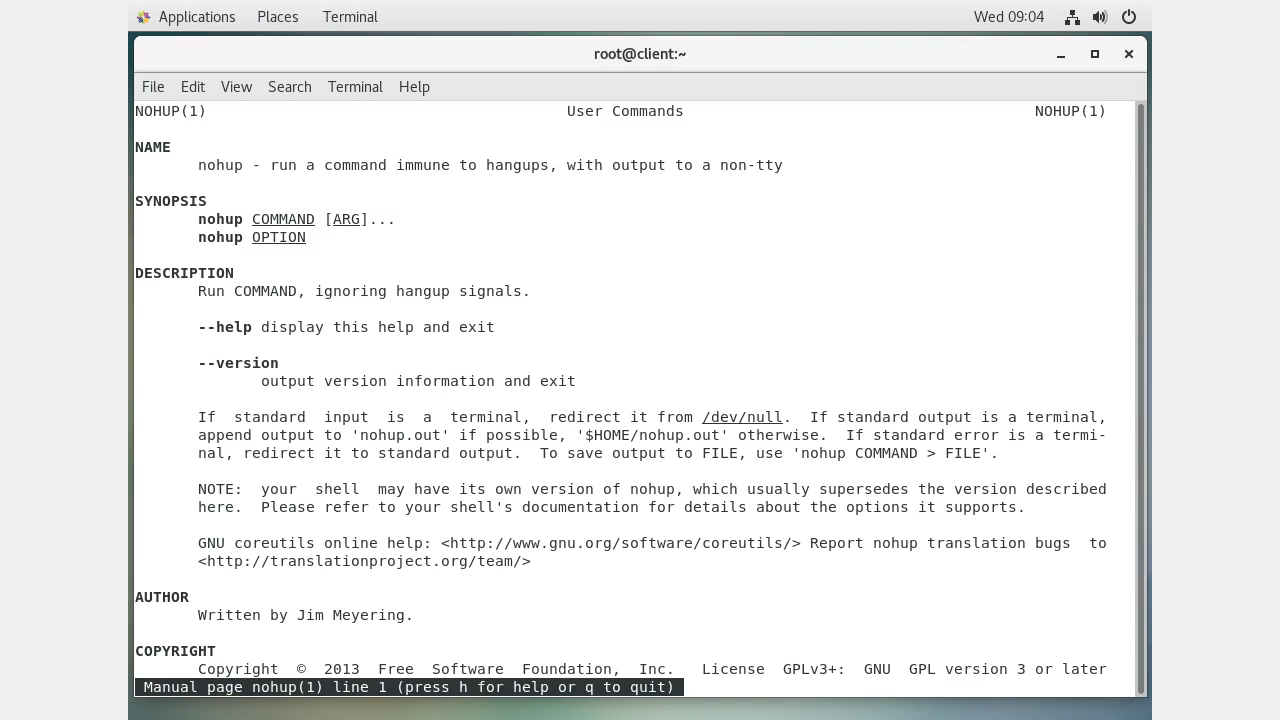 Applications Places Terminal Wed 09:04
root@client:~
File Edit View Search Terminal Help
NOHUP(1) User Commands NOHUP(1)
NAME
nohup - run a command immune to hangups, with output to a non-tty
SYNOPSIS
nohup COMMAND [ARG]...
nohup OPTION
DESCRIPTION
Run COMMAND, ignoring hangup signals.
--help display this help and exit
--version
output version information and exit
If standard input is a terminal, redirect it from /dev/null. If standard output is a terminal,
append output to 'nohup.out' if possible, '$HOME/nohup.out' otherwise. If standard error is a termi-
nal, redirect it to standard output. To save output to FILE, use 'nohup COMMAND > FILE'.
NOTE: your shell may have its own version of nohup, which usually supersedes the version described
here. Please refer to your shell's documentation for details about the options it supports.
GNU coreutils online help: <http://www.gnu.org/software/coreutils/> Report nohup translation bugs to
<http://translationproject.org/team/>
AUTHOR
Written by Jim Meyering.
COPYRIGHT
Copyright © 2013 Free Software Foundation, Inc. License GPLv3+: GNU GPL version 3 or later
Manual page nohup(1) line 1 (press h for help or q to quit)